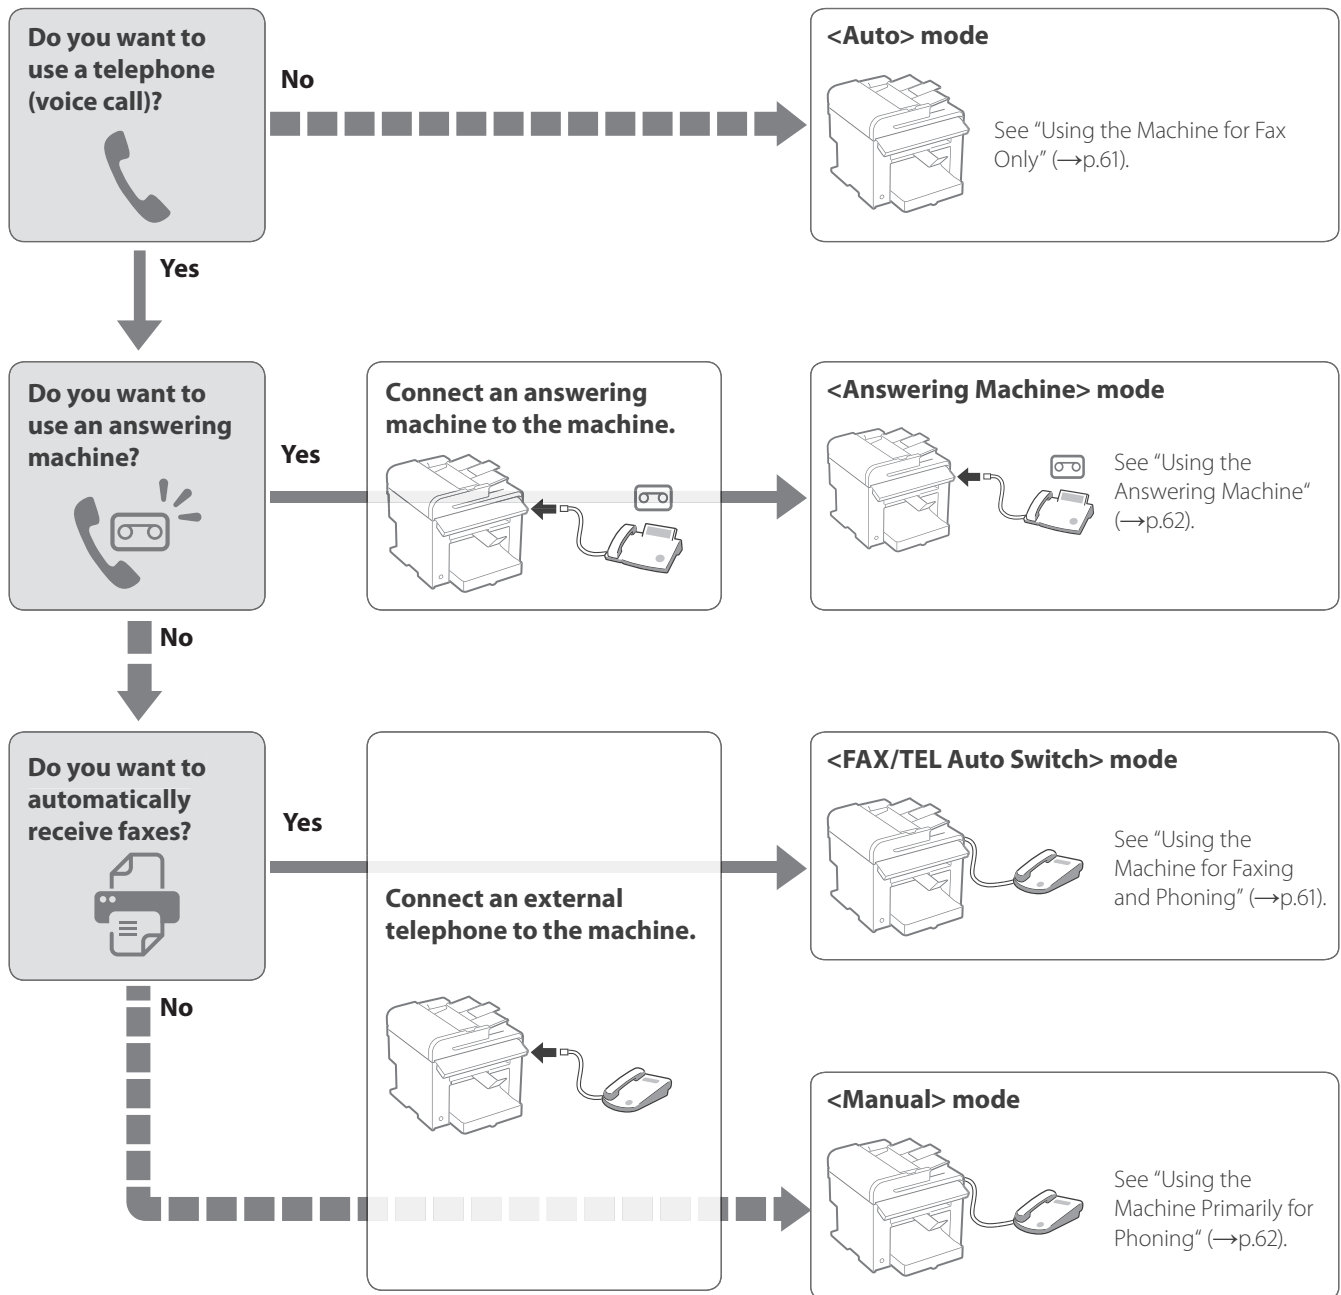 Do you want to
use a telephone
(voice call)?
No
<Auto> mode
See “Using the Machine for Fax
Only” (→p.61).
Yes
Do you want to
use an answering
machine?
Yes
Connect an answering
machine to the machine.
<Answering Machine> mode
See “Using the
Answering Machine“
(→p.62).
No
Do you want to
automatically
receive faxes?
Yes
Connect an external
telephone to the machine.
<FAX/TEL Auto Switch> mode
See “Using the
Machine for Faxing
and Phoning” (→p.61).
No
<Manual> mode
See “Using the
Machine Primarily for
Phoning“ (→p.62).